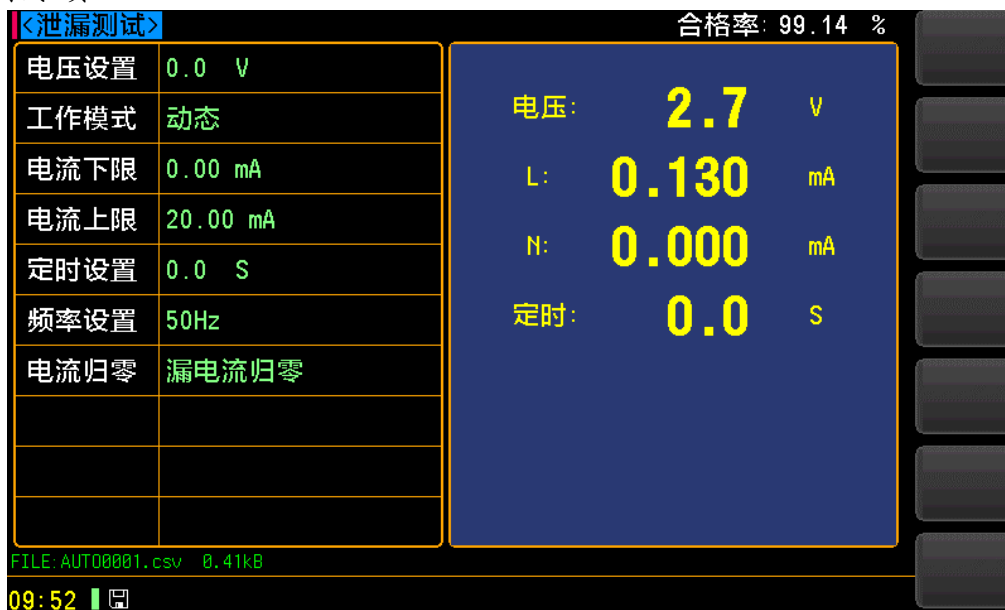 <泄漏测试>
合格率: 99.14 %
电压设置 0.0 V
工作模式 动态
电流下限 0.00 mA
电流上限 20.00 mA
定时设置 0.0 S
频率设置 50Hz
电流归零 漏电流归零
电压: 2.7 V
L: 0.130 mA
N: 0.000 mA
定时: 0.0 S
FILE:AUTO0001.csv 0.41kB
09:52